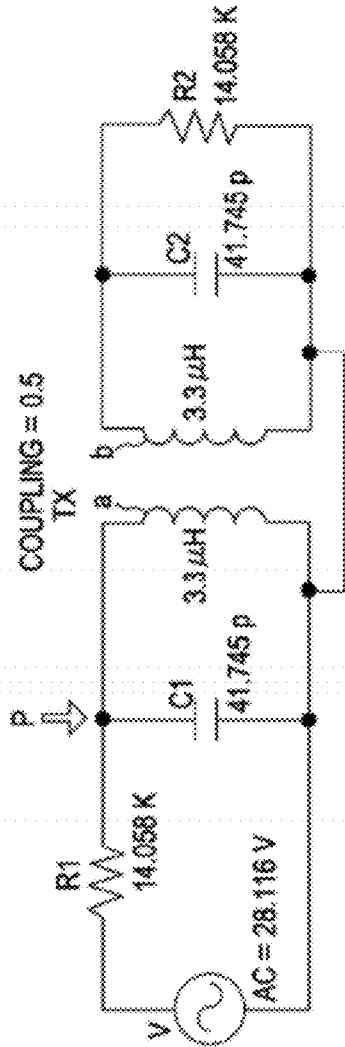 COUPLING = 0.5
TX
P
R1
14.058 K
V
AC = 28.116 V
C1
41.745 p
a
3.3 µH
b
3.3 µH
C2
41.745 p
R2
14.058 K